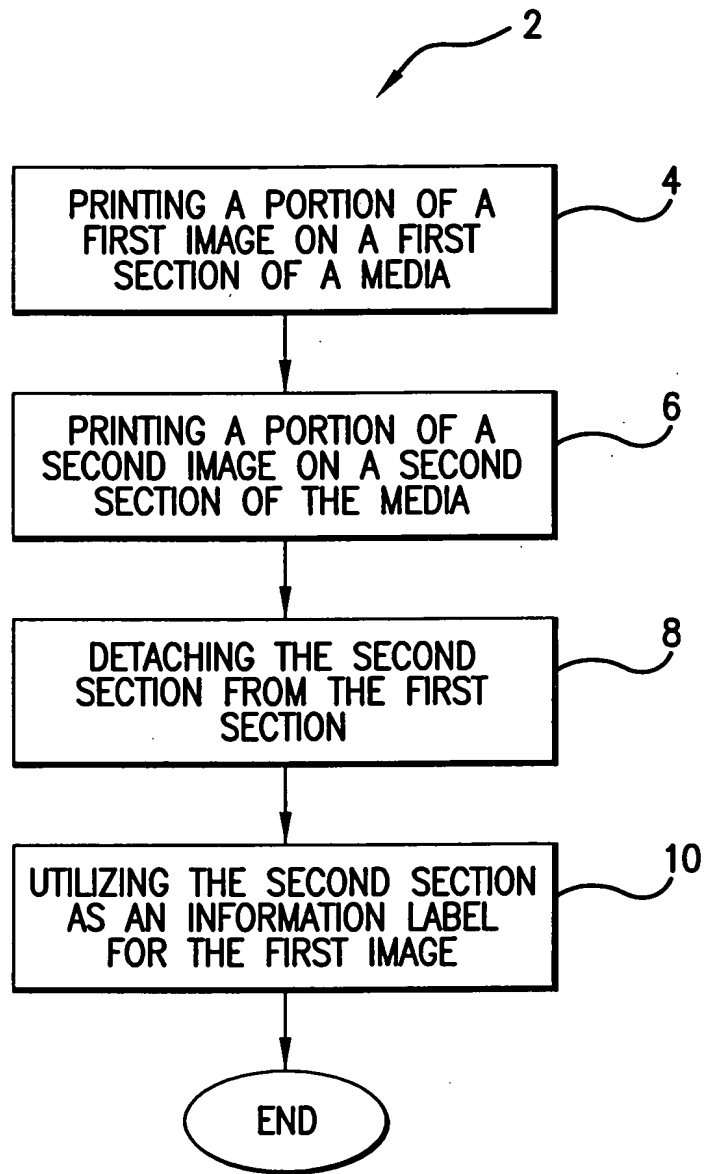 2
4
PRINTING A PORTION OF A
FIRST IMAGE ON A FIRST
SECTION OF A MEDIA
6
PRINTING A PORTION OF A
SECOND IMAGE ON A SECOND
SECTION OF THE MEDIA
8
DETACHING THE SECOND
SECTION FROM THE FIRST
SECTION
10
UTILIZING THE SECOND SECTION
AS AN INFORMATION LABEL
FOR THE FIRST IMAGE
END